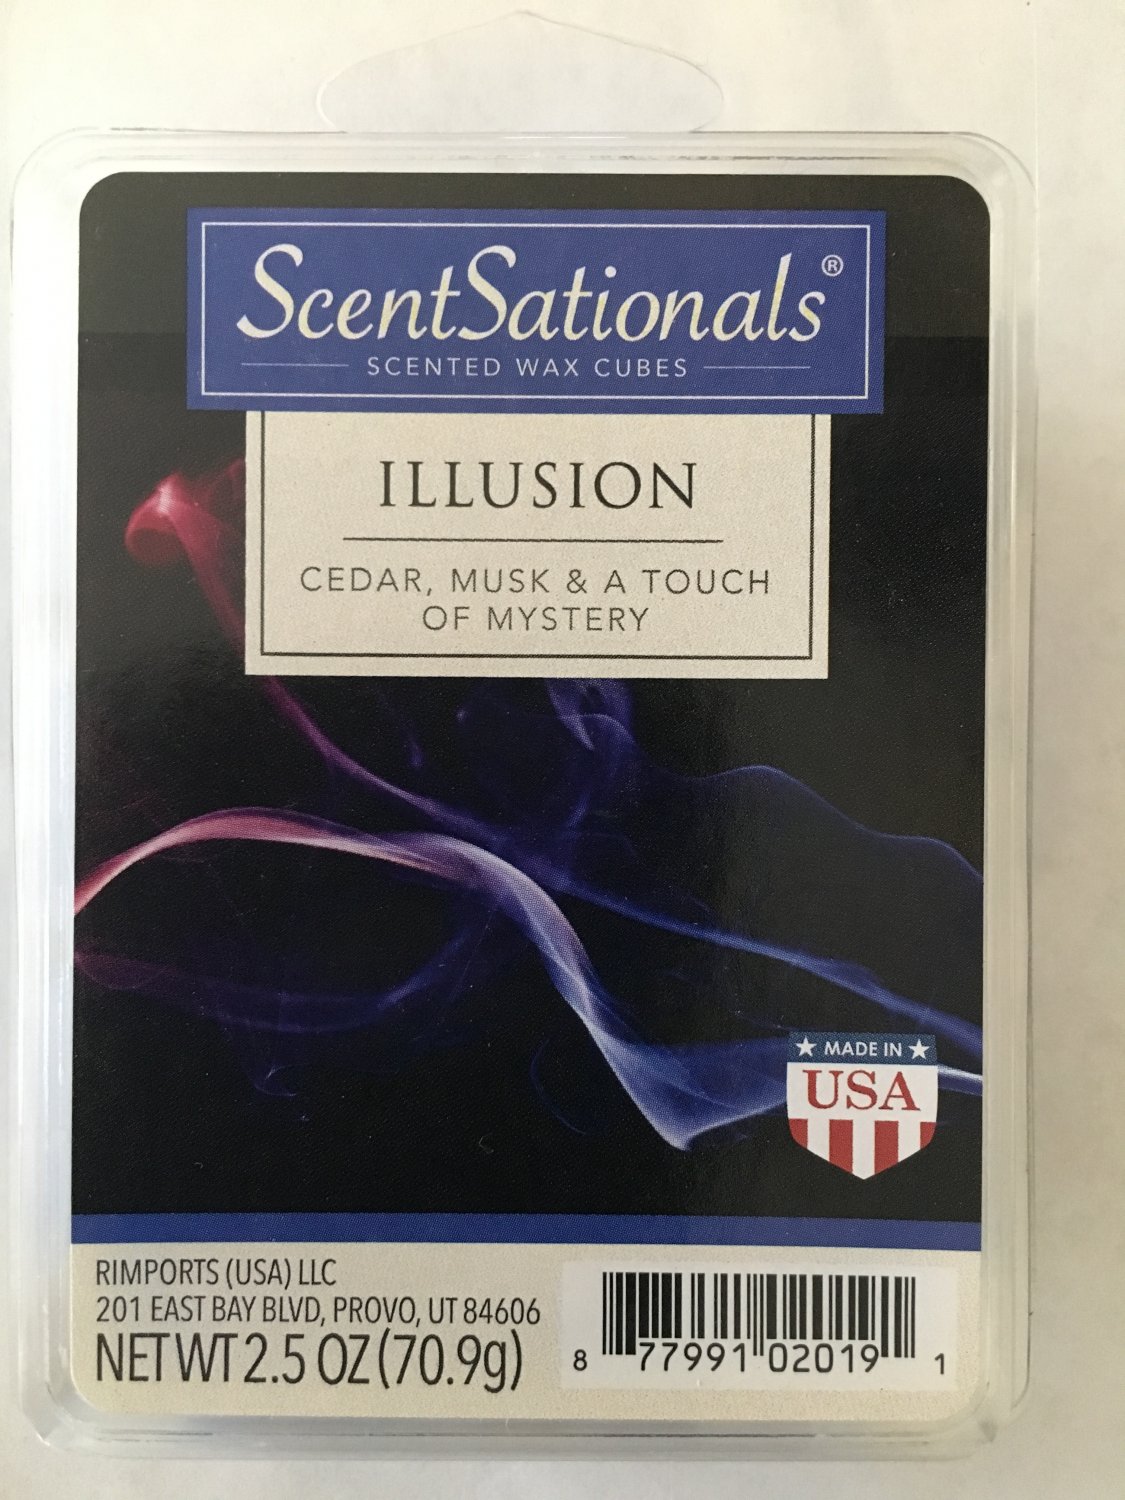 ScentSationals®
SCENTED WAX CUBES
ILLUSION
CEDAR, MUSK & A TOUCH
OF MYSTERY
MADE IN
USA
RIMPORTS (USA) LLC
201 EAST BAY BLVD, PROVO, UT 84606
NET WT 2.5 OZ (70.9g)
8 77991 02019 1